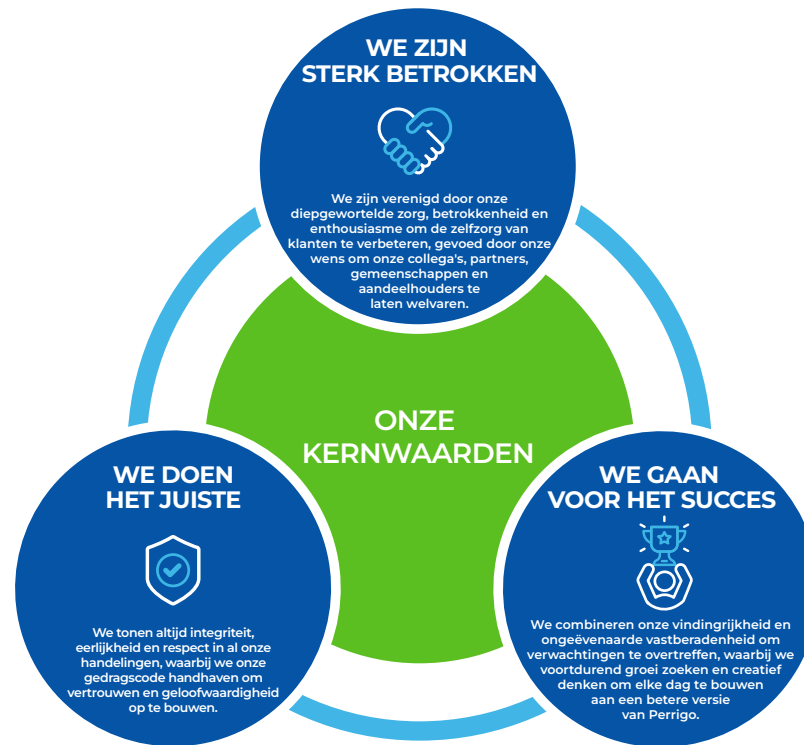 WE ZIJN
STERK BETROKKEN
We zijn verenigd door onze
diepgewortelde zorg, betrokkenheid en
enthousiasme om de zelfzorg van
klanten te verbeteren, gevoed door onze
wens om onze collega's, partners,
gemeenschappen en
aandeelhouders te
laten welvaren.
ONZE
KERNWAARDEN
WE DOEN
HET JUISTE
We tonen altijd integriteit,
eerlijkheid en respect in al onze
handelingen, waarbij we onze
gedragscode handhaven om
vertrouwen en geloofwaardigheid
op te bouwen.
WE GAAN
VOOR HET SUCCES
We combineren onze vindingrijkheid en
ongeëvenaarde vastberadenheid om
verwachtingen te overtreffen, waarbij we
voortdurend groei zoeken en creatief
denken om elke dag te bouwen
aan een betere versie
van Perrigo.